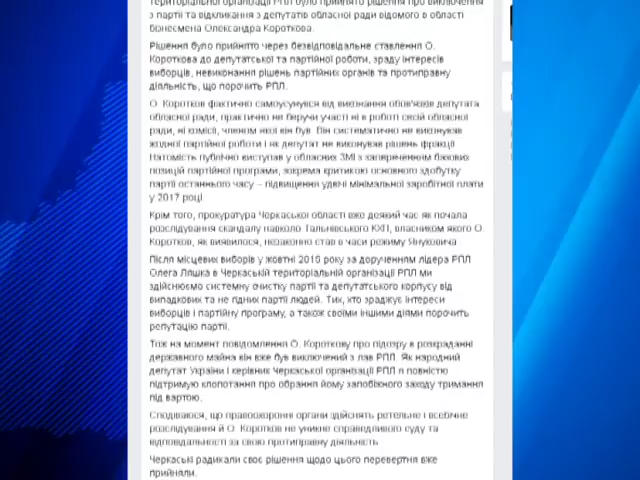 територіальної організації РПЛ було прийнято рішення про виключення
з партії та відкликання з депутатів обласної ради відомого в області
бізнесмена Олександра Короткова.
Рішення було прийнято через безвідповідальне ставлення О.
Короткова до депутатської та партійної роботи, зраду інтересів
виборців, невиконання рішень партійних органів та протиправну
діяльність, що порочить РПЛ.
О. Коротков фактично самоусунувся від виконання обов'язків депутата
обласної ради, практично не беручи участі ні в роботі сесій обласної
ради, ні комісії, членом якої він був. Він систематично не виконував
жодної партійної роботи і як депутат не виконував рішень фракції.
Натомість публічно виступав у обласних ЗМІ з запереченням базових
позицій партійної програми, зокрема критикою основного здобутку
партії останнього часу – підвищення удвічі мінімальної заробітної плати
у 2017 році.
Крім того, прокуратура Черкаської області вже деякий час як почала
розслідування скандалу навколо Тальнівського КХП, власником якого О.
Коротков, як виявилося, незаконно став в часи режиму Януковича.
Після місцевих виборів у жовтні 2015 року за дорученням лідера РПЛ
Олега Ляшка в Черкаській територіальній організації РПЛ ми
здійснюємо системну очистку партії та депутатського корпусу від
випадкових та не гідних партії людей. Тих, хто зраджує інтереси
виборців і партійну програму, а також своїми іншими діями порочить
репутацію партії.
Тож на момент повідомлення О. Короткову про підозру в розкраданні
державного майна він вже був виключений з лав РПЛ. Як народний
депутат України і керівник Черкаської організації РПЛ я повністю
підтримую клопотання про обрання йому запобіжного заходу тримання
під вартою.
Сподіваюся, що правоохоронні органи здійснять ретельне і всебічне
розслідування й О. Коротков не уникне справедливого суду та
відповідальності за свою протиправну діяльність.
Черкаські радикали своє рішення щодо цього перевертня вже
прийняли.